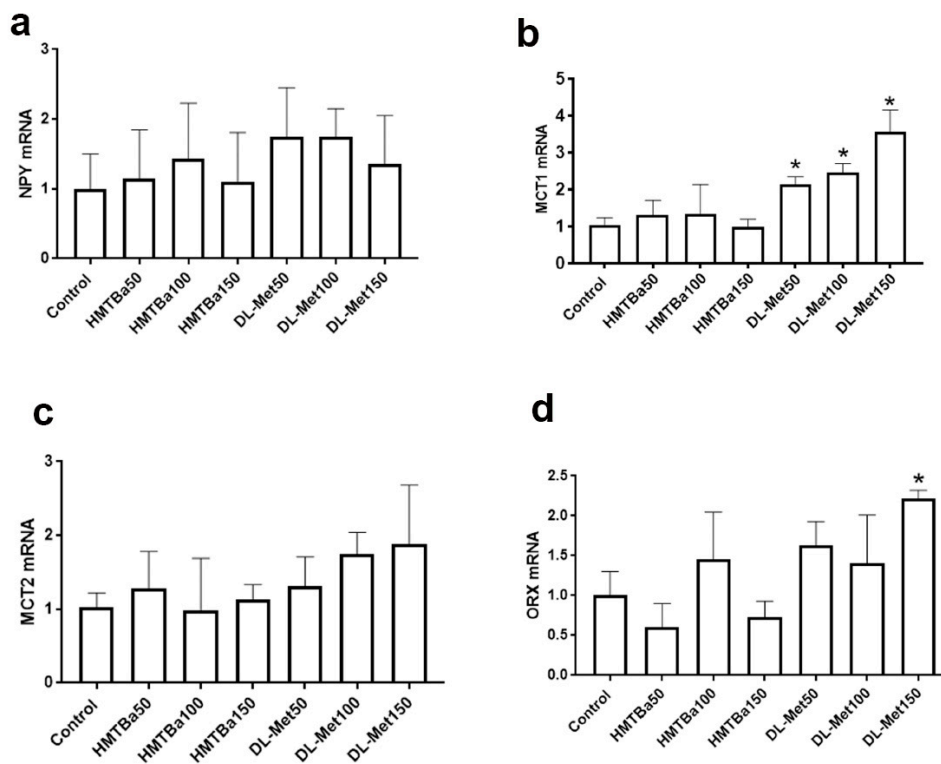 a
NPY mRNA
3
2
1
0
Control
HMTBa50
HMTBa100
HMTBa150
DL-Met50
DL-Met100
DL-Met150
b
MCT1 mRNA
5
4
3
2
1
0
*
*
*
Control
HMTBa50
HMTBa100
HMTBa150
DL-Met50
DL-Met100
DL-Met150
c
MCT2 mRNA
3
2
1
0
Control
HMTBa50
HMTBa100
HMTBa150
DL-Met50
DL-Met100
DL-Met150
d
ORX mRNA
2.5
2.0
1.5
1.0
0.5
0.0
*
Control
HMTBa50
HMTBa100
HMTBa150
DL-Met50
DL-Met100
DL-Met150